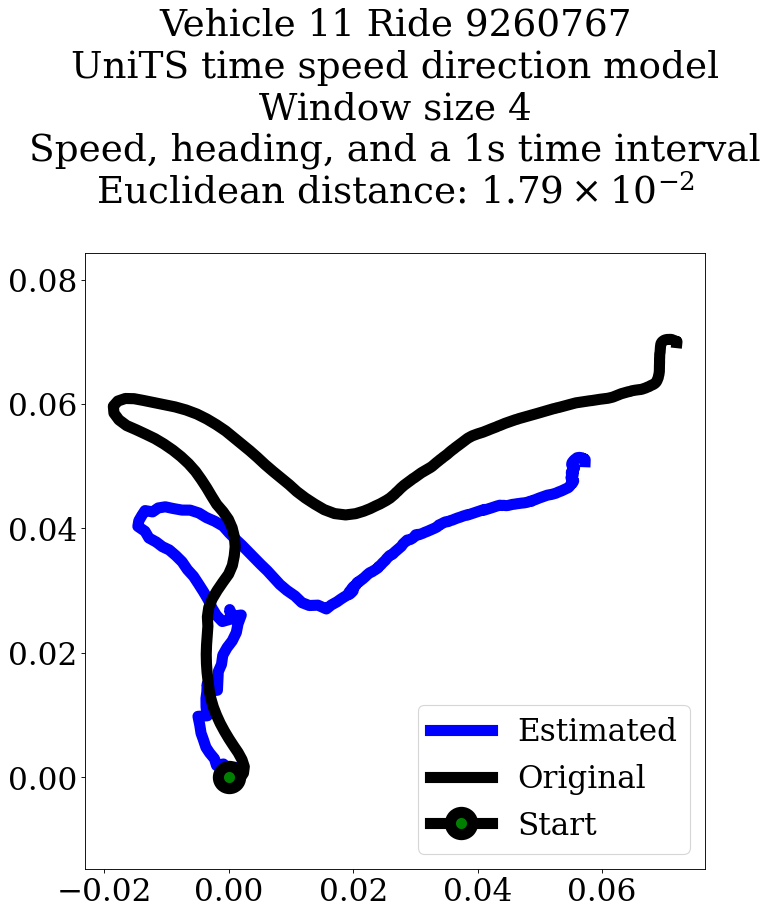 Vehicle 11 Ride 9260767
UniTS time speed direction model
Window size 4
Speed, heading, and a 1s time interval
Euclidean distance: 1.79 × 10⁻²
0.08
0.06
0.04
0.02
0.00
Estimated
Original
Start
−0.02 0.00 0.02 0.04 0.06